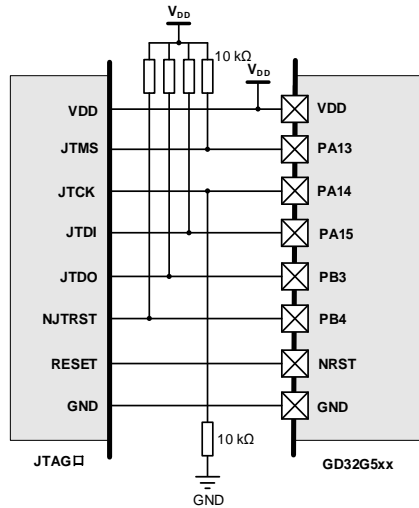 VDD
10 kΩ
VDD
VDD
VDD
JTMS
PA13
JTCK
PA14
JTDI
PA15
JTDO
PB3
NJTRST
PB4
RESET
NRST
GND
GND
10 kΩ
JTAG口
GD32G5xx
GND